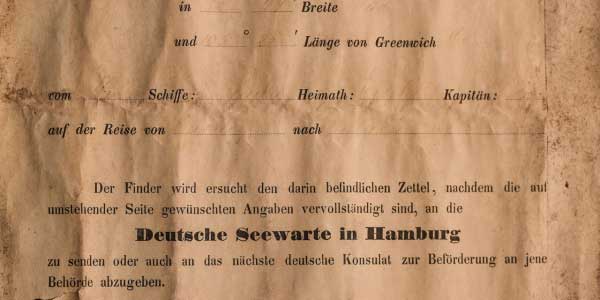 in ° ' Breite
und ° ' Länge von Greenwich
vom Schiffe: Heimath: Kapitän:
auf der Reise von nach
Der Finder wird ersucht den darin befindlichen Zettel, nachdem die auf
umstehender Seite gewünschten Angaben vervollständigt sind, an die
Deutsche Seewarte in Hamburg
zu senden oder auch an das nächste deutsche Konsulat zur Beförderung an jene
Behörde abzugeben.